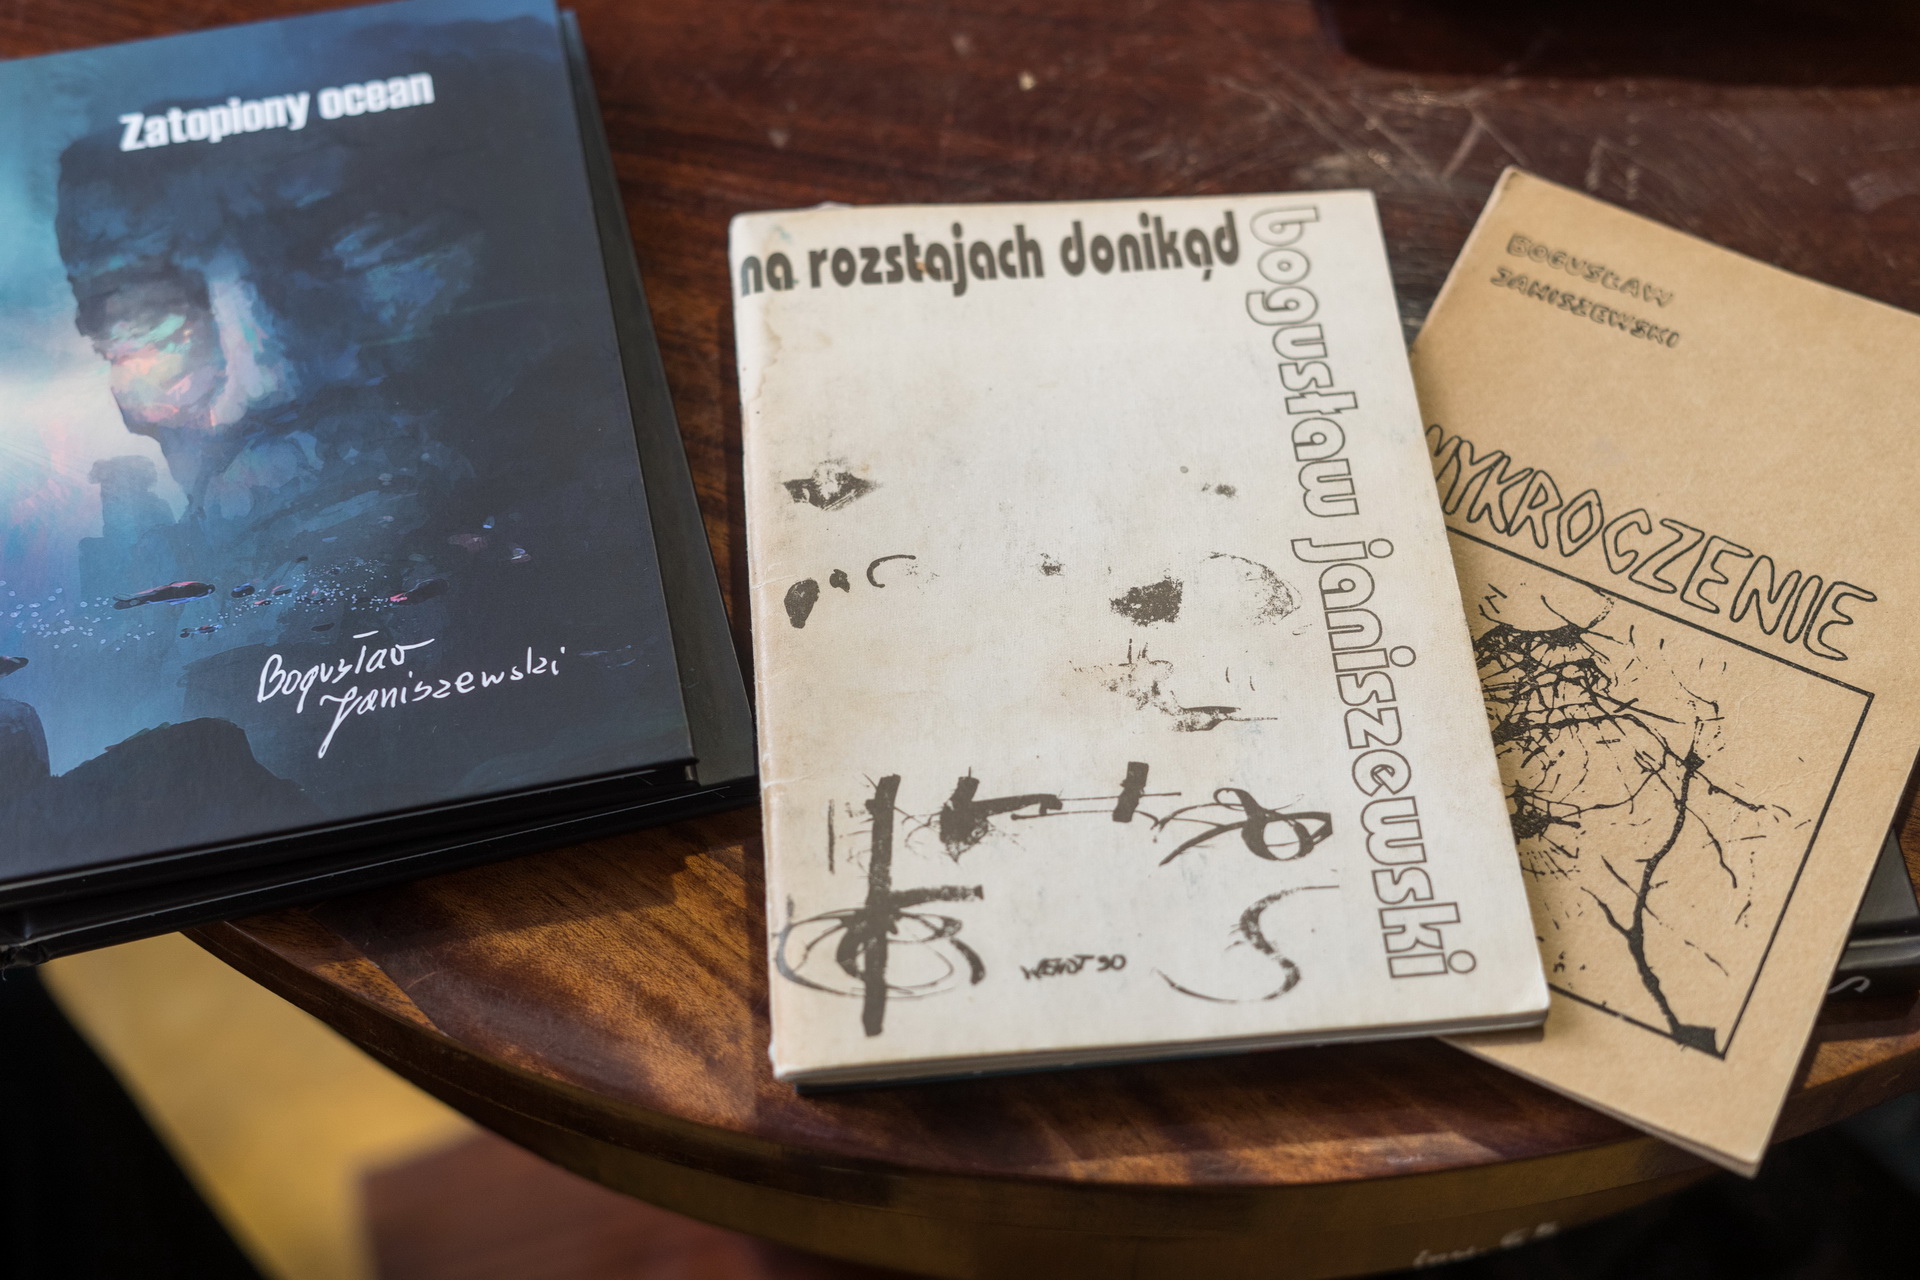 Zatopiony ocean
Bogusław
Janiszewski
na rozstajach donikąd
bogusław janiszewski
BOGUSŁAW
JANISZEWSKI
WYKROCZENIE